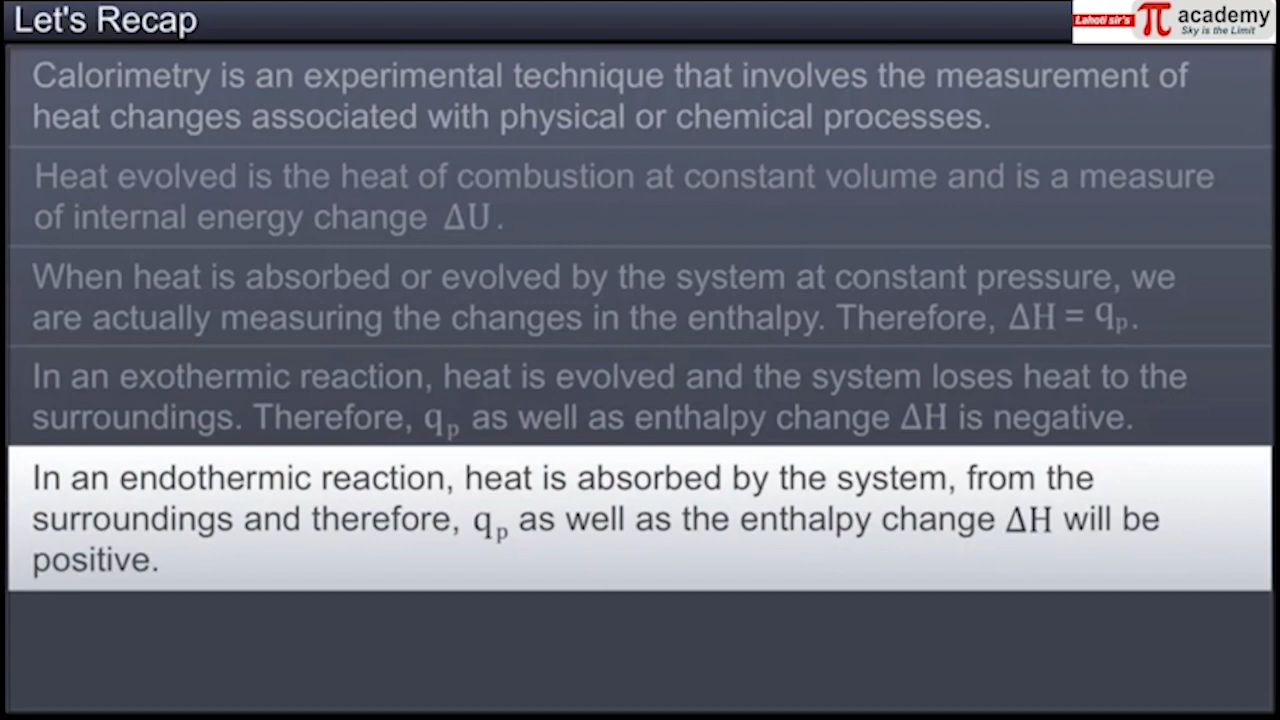 Let's Recap
Lahoti sir's
π academy
Sky is the Limit
Calorimetry is an experimental technique that involves the measurement of
heat changes associated with physical or chemical processes.
Heat evolved is the heat of combustion at constant volume and is a measure
of internal energy change ΔU.
When heat is absorbed or evolved by the system at constant pressure, we
are actually measuring the changes in the enthalpy. Therefore, ΔH = qₚ.
In an exothermic reaction, heat is evolved and the system loses heat to the
surroundings. Therefore, qₚ as well as enthalpy change ΔH is negative.
In an endothermic reaction, heat is absorbed by the system, from the
surroundings and therefore, qₚ as well as the enthalpy change ΔH will be
positive.